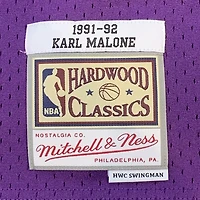 1991-92
KARL MALONE
HARDWOOD
NBA
CLASSICS
NOSTALGIA CO.
Mitchell & Ness
PHILADELPHIA, PA.
HWC SWINGMAN